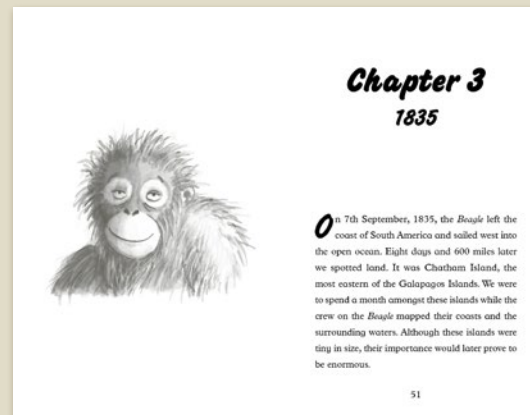 Chapter 3
1835
On 7th September, 1835, the Beagle left the
coast of South America and sailed west into
the open ocean. Eight days and 600 miles later
we spotted land. It was Chatham Island, the
most eastern of the Galapagos Islands. We were
to spend a month amongst these islands while the
crew on the Beagle mapped their coasts and the
surrounding waters. Although these islands were
tiny in size, their importance would later prove to
be enormous.
51